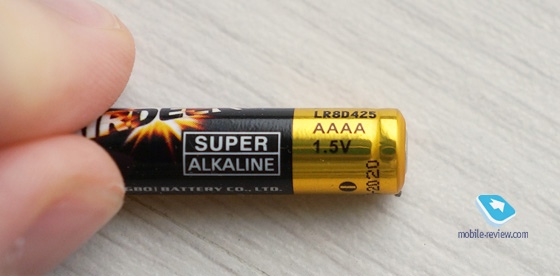 SUPER
ALKALINE
BATTERY CO., LTD.
LR8D425
AAAA
1.5V
-2020
mobile-review.com